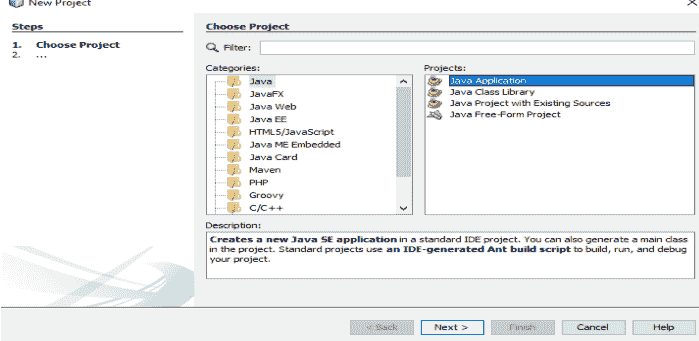 New Project
Steps
1. Choose Project
2. ...
Choose Project
Filter:
Categories:
Java
JavaFX
Java Web
Java EE
HTML5/JavaScript
Java ME Embedded
Java Card
Maven
PHP
Groovy
C/C++
Projects:
Java Application
Java Class Library
Java Project with Existing Sources
Java Free-Form Project
Description:
Creates a new Java SE application in a standard IDE project. You can also generate a main class
in the project. Standard projects use an IDE-generated Ant build script to build, run, and debug
your project.
< Back
Next >
Finish
Cancel
Help